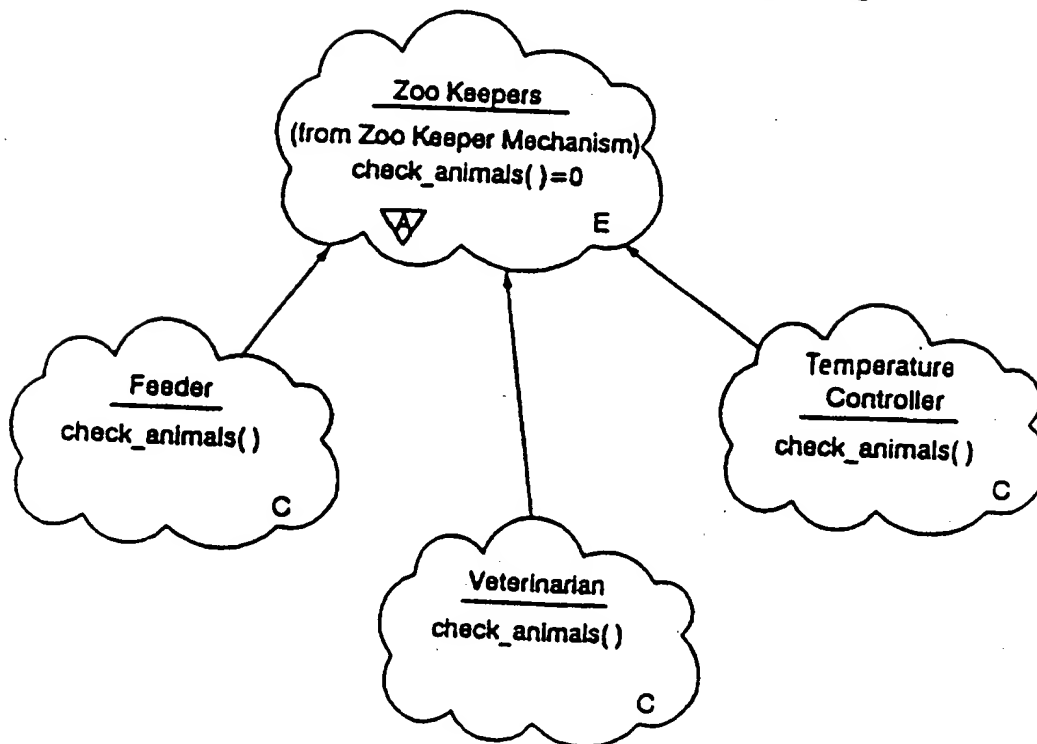 Zoo Keepers
(from Zoo Keeper Mechanism)
check_animals( )=0
A
E
Feeder
check_animals( )
C
Temperature
Controller
check_animals( )
C
Veterinarian
check_animals( )
C